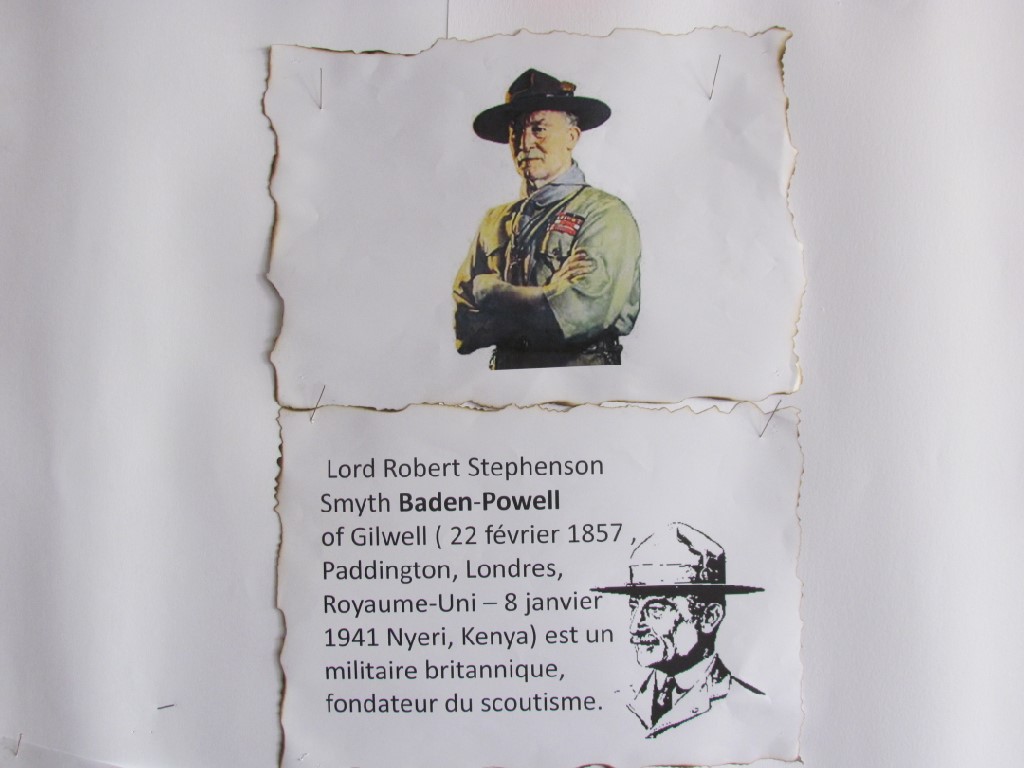 Lord Robert Stephenson
Smyth Baden-Powell
of Gilwell ( 22 février 1857 ,
Paddington, Londres,
Royaume-Uni – 8 janvier
1941 Nyeri, Kenya) est un
militaire britannique,
fondateur du scoutisme.